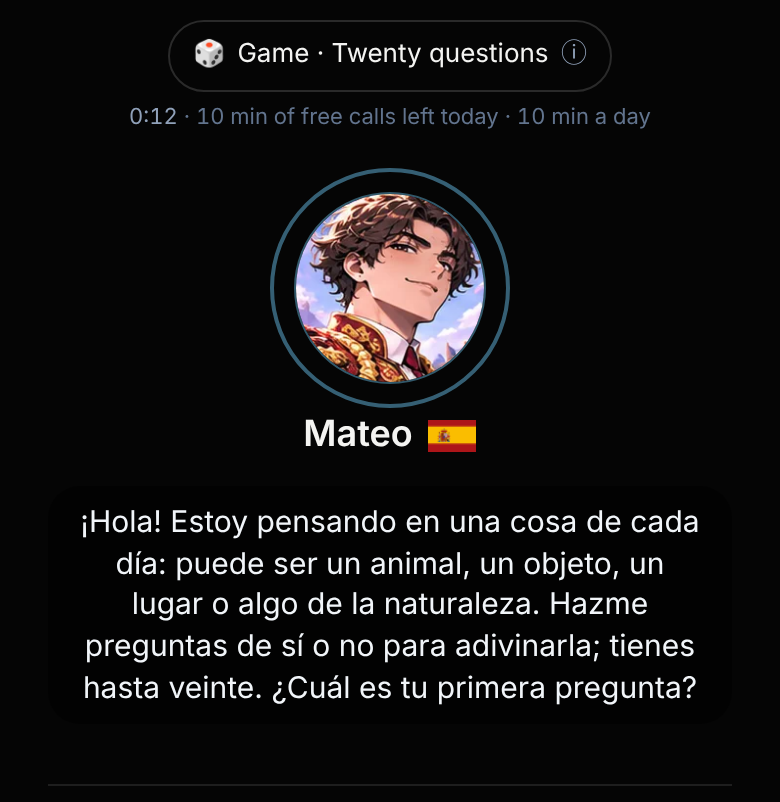 Game · Twenty questions ⓘ
0:12 · 10 min of free calls left today · 10 min a day
Mateo
¡Hola! Estoy pensando en una cosa de cada
día: puede ser un animal, un objeto, un
lugar o algo de la naturaleza. Hazme
preguntas de sí o no para adivinarla; tienes
hasta veinte. ¿Cuál es tu primera pregunta?